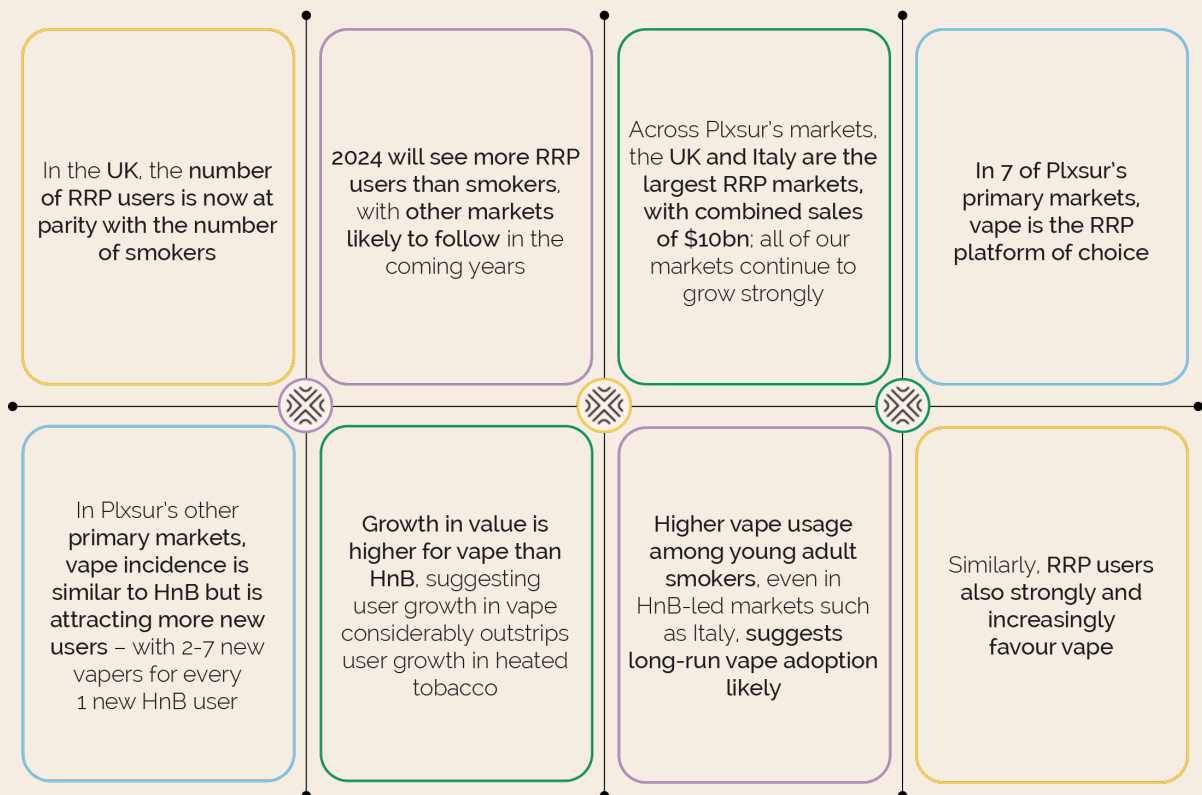 In the UK, the number
of RRP users is now at
parity with the number
of smokers
2024 will see more RRP
users than smokers,
with other markets
likely to follow in the
coming years
Across Plxsur's markets,
the UK and Italy are the
largest RRP markets,
with combined sales
of $10bn; all of our
markets continue to
grow strongly
In 7 of Plxsur's
primary markets,
vape is the RRP
platform of choice
In Plxsur's other
primary markets,
vape incidence is
similar to HnB but is
attracting more new
users – with 2-7 new
vapers for every
1 new HnB user
Growth in value is
higher for vape than
HnB, suggesting
user growth in vape
considerably outstrips
user growth in heated
tobacco
Higher vape usage
among young adult
smokers, even in
HnB-led markets such
as Italy, suggests
long-run vape adoption
likely
Similarly, RRP users
also strongly and
increasingly
favour vape